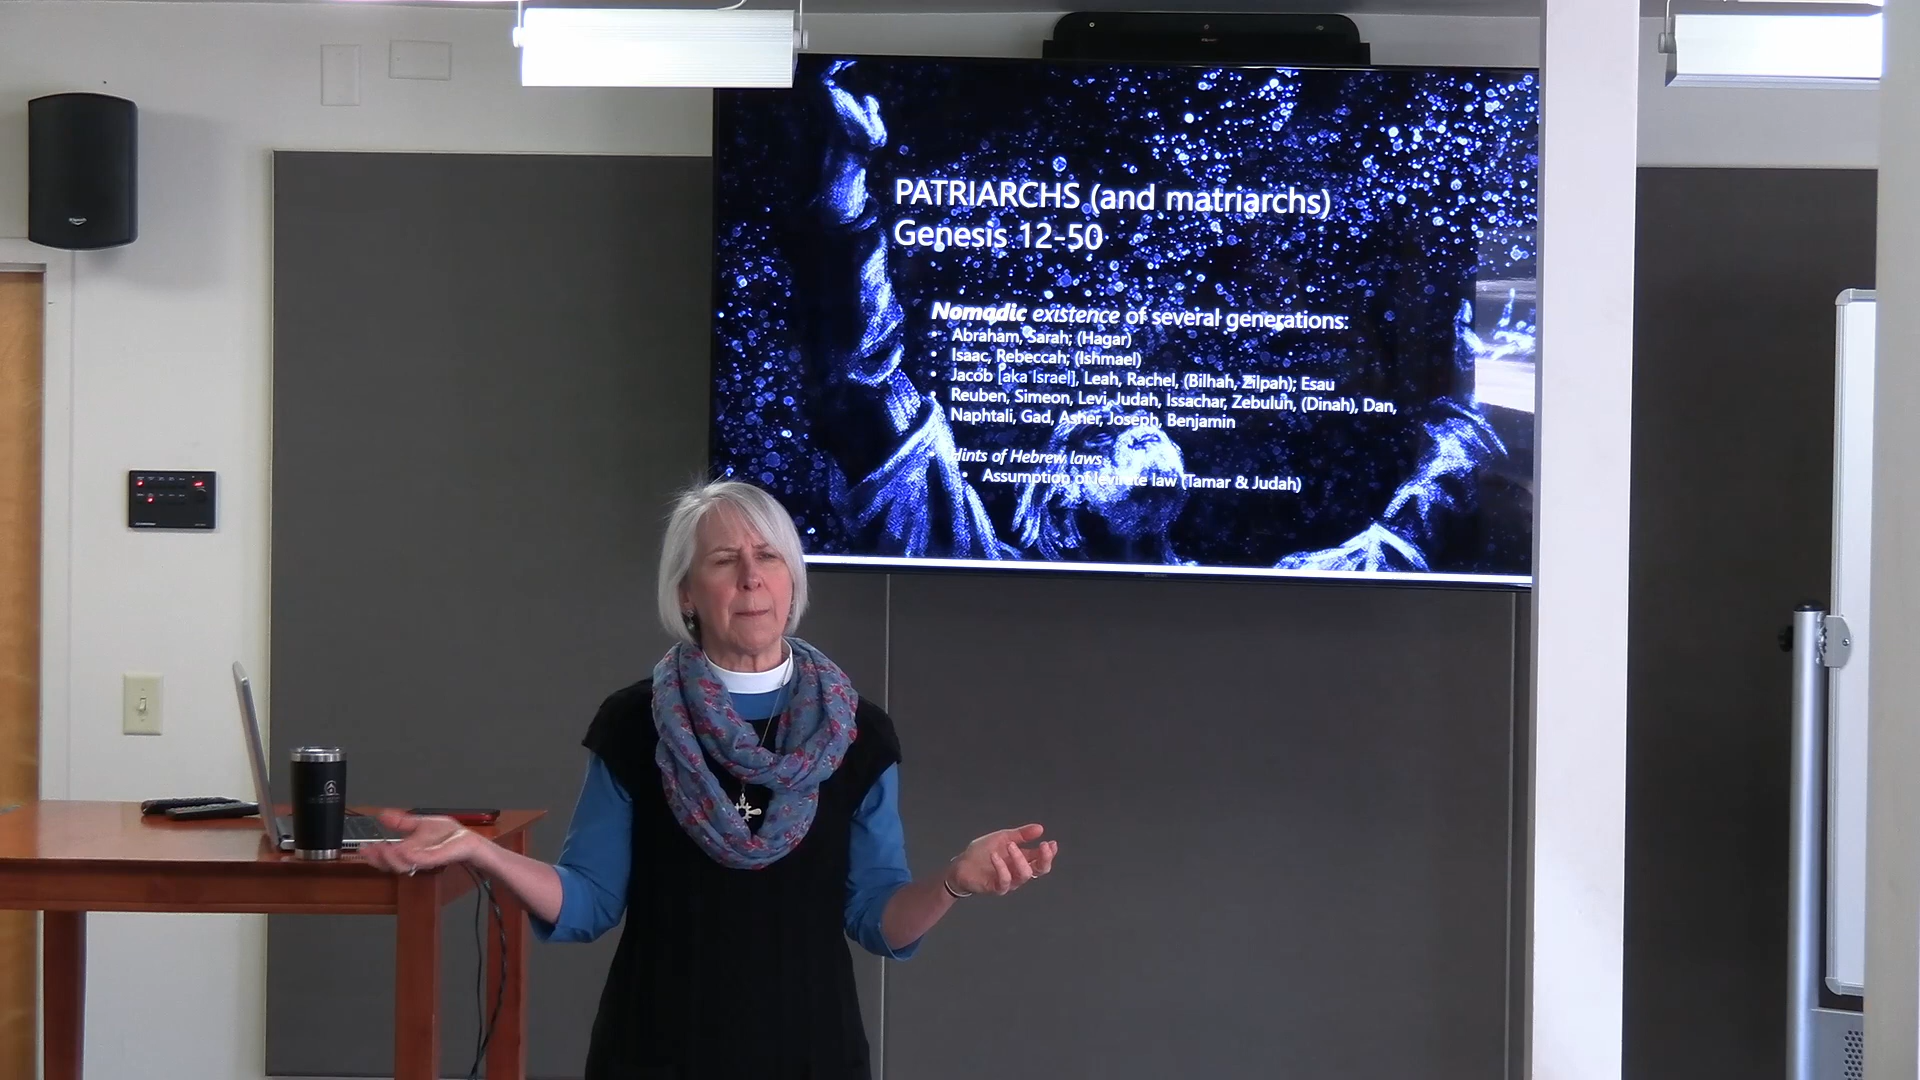 PATRIARCHS (and matriarchs)
Genesis 12-50
Nomadic existence of several generations:
• Abraham, Sarah; (Hagar)
• Isaac, Rebeccah; (Ishmael)
• Jacob [aka Israel], Leah, Rachel, (Bilhah, Zilpah); Esau
• Reuben, Simeon, Levi, Judah, Issachar, Zebulun, (Dinah), Dan,
Naphtali, Gad, Asher, Joseph, Benjamin
• Hints of Hebrew laws
• Assumption of levirate law (Tamar & Judah)